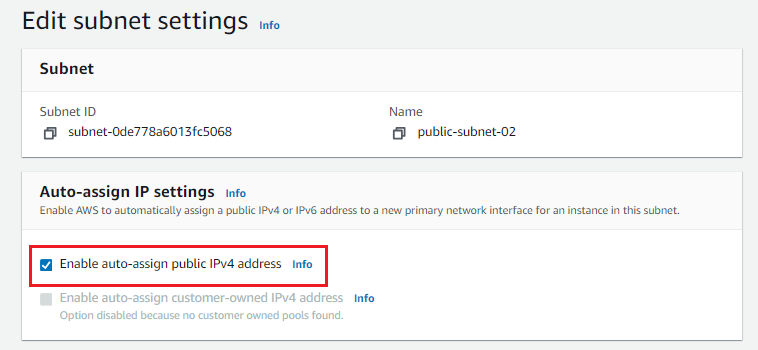 Edit subnet settings Info
Subnet
Subnet ID Name
subnet-0de778a6013fc5068 public-subnet-02
Auto-assign IP settings Info
Enable AWS to automatically assign a public IPv4 or IPv6 address to a new primary network interface for an instance in this subnet.
Enable auto-assign public IPv4 address Info
Enable auto-assign customer-owned IPv4 address Info
Option disabled because no customer owned pools found.